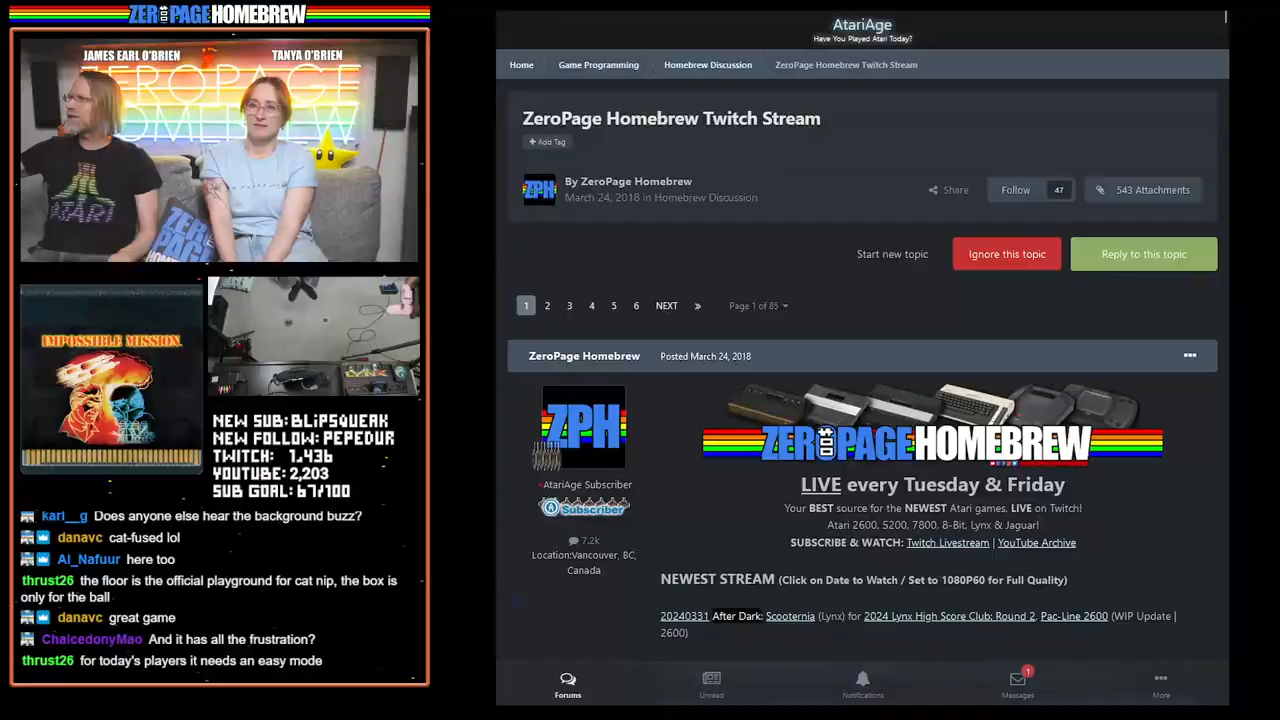 ZEROPAGEHOMEBREW
JAMES EARL O'BRIEN
TANYA O'BRIEN
ZEROPAGE
HOMEBREW
ATARI
IMPOSSIBLE MISSION
LYNX
NEW SUB: BLIPSQUEAK
NEW FOLLOW: PEPEDUR
TWITCH: 1,436
YOUTUBE: 2,203
SUB GOAL: 67/100
karl__g Does anyone else hear the background buzz?
danavc cat-fused lol
Al_Nafuur here too
thrust26 the floor is the official playground for cat nip, the box is
only for the ball
danavc great game
ChalcedonyMao And it has all the frustration?
thrust26 for today's players it needs an easy mode
AtariAge
Have You Played Atari Today?
Home Game Programming Homebrew Discussion ZeroPage Homebrew Twitch Stream
ZeroPage Homebrew Twitch Stream
+ Add Tag
ZPH
By ZeroPage Homebrew
March 24, 2018 in Homebrew Discussion
Share Follow 47 543 Attachments
Start new topic Ignore this topic Reply to this topic
1 2 3 4 5 6 NEXT » Page 1 of 85
ZeroPage Homebrew Posted March 24, 2018
ZPH
+AtariAge Subscriber
Subscriber
7.2k
Location:Vancouver, BC,
Canada
ZEROPAGEHOMEBREW
LIVE every Tuesday & Friday
Your BEST source for the NEWEST Atari games, LIVE on Twitch!
Atari 2600, 5200, 7800, 8-Bit, Lynx & Jaguar!
SUBSCRIBE & WATCH: Twitch Livestream | YouTube Archive
NEWEST STREAM (Click on Date to Watch / Set to 1080P60 for Full Quality)
20240331 After Dark: Scooternia (Lynx) for 2024 Lynx High Score Club: Round 2, Pac-Line 2600 (WIP Update |
2600)
Forums Unread Notifications 1 Messages More